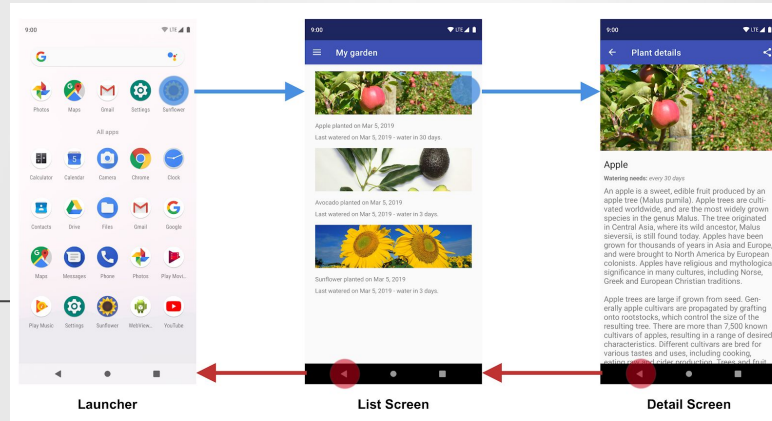 9:00
LTE
G
Photos Maps Gmail Settings Sunflower
All apps
Calculator Calendar Camera Chrome Clock
Contacts Drive Files Gmail Google
Maps Messages Phone Photos Play Movi...
Play Music Settings Sunflower WebView... YouTube
Launcher
9:00
LTE
My garden
Apple planted on Mar 5, 2019
Last watered on Mar 5, 2019 - water in 30 days.
Avocado planted on Mar 5, 2019
Last watered on Mar 5, 2019 - water in 3 days.
Sunflower planted on Mar 5, 2019
Last watered on Mar 5, 2019 - water in 3 days.
List Screen
9:00
LTE
Plant details
Apple
Watering needs: every 30 days
An apple is a sweet, edible fruit produced by an
apple tree (Malus pumila). Apple trees are culti-
vated worldwide, and are the most widely grown
species in the genus Malus. The tree originated
in Central Asia, where its wild ancestor, Malus
sieversii, is still found today. Apples have been
grown for thousands of years in Asia and Europe,
and were brought to North America by European
colonists. Apples have religious and mythologica
significance in many cultures, including Norse,
Greek and European Christian traditions.
Apple trees are large if grown from seed. Gen-
erally apple cultivars are propagated by grafting
onto rootstocks, which control the size of the
resulting tree. There are more than 7,500 known
cultivars of apples, resulting in a range of desired
characteristics. Different cultivars are bred for
various tastes and uses, including cooking,
eating raw and cider production. Trees and fruit
Detail Screen